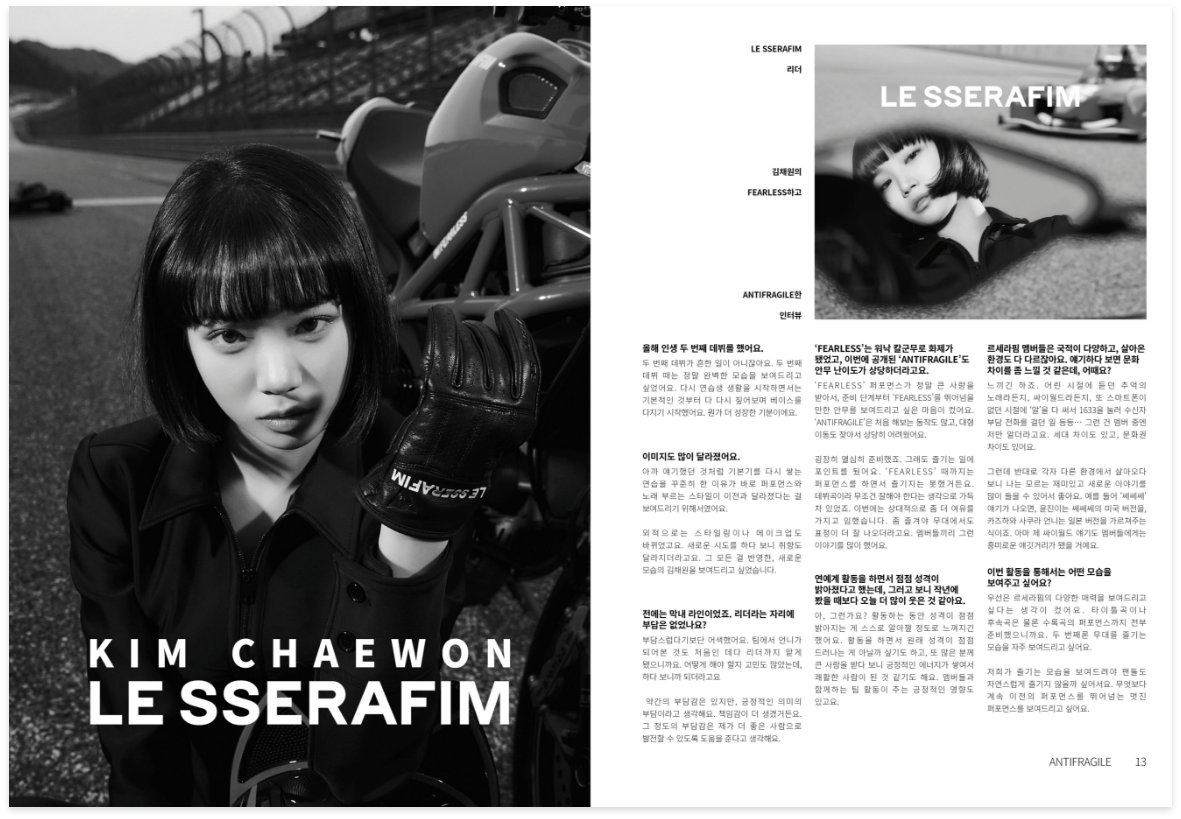 KIM CHAEWON
LE SSERAFIM
FEARLESS
LE SSERAFIM
LE SSERAFIM
리더
김채원의
FEARLESS하고
ANTIFRAGILE한
인터뷰
LE SSERAFIM
올해 인생 두 번째 데뷔를 했어요.
두 번째 데뷔가 흔한 일이 아니잖아요. 두 번째
데뷔 때는 정말 완벽한 모습을 보여드리고
싶었어요. 다시 연습생 생활을 시작하면서는
기본적인 것부터 다 다시 짚어보며 베이스를
다지기 시작했어요. 뭔가 더 성장한 기분이에요.
이미지도 많이 달라졌어요.
아까 얘기했던 것처럼 기본기를 다시 쌓는
연습을 꾸준히 한 이유가 바로 퍼포먼스와
노래 부르는 스타일이 이전과 달라졌다는 걸
보여드리기 위해서였어요.
외적으로는 스타일링이나 메이크업도
바뀌었고요. 새로운 시도를 하다 보니 취향도
달라지더라고요. 그 모든 걸 반영한, 새로운
모습의 김채원을 보여드리고 싶었습니다.
전에는 막내 라인이었죠. 리더라는 자리에
부담은 없었나요?
부담스럽다기보단 어색했어요. 팀에서 언니가
되어본 것도 처음인 데다 리더까지 맡게
됐으니까요. 어떻게 해야 할지 고민도 많았는데,
하다 보니까 되더라고요
약간의 부담감은 있지만, 긍정적인 의미의
부담이라고 생각해요. 책임감이 더 생겼거든요.
그 정도의 부담감은 제가 더 좋은 사람으로
발전할 수 있도록 도움을 준다고 생각해요.
‘FEARLESS’는 워낙 칼군무로 화제가
됐었고, 이번에 공개된 ‘ANTIFRAGILE’도
안무 난이도가 상당하더라고요.
‘FEARLESS’ 퍼포먼스가 정말 큰 사랑을
받아서, 준비 단계부터 ‘FEARLESS’를 뛰어넘을
만한 안무를 보여드리고 싶은 마음이 컸어요.
‘ANTIFRAGILE’은 처음 해보는 동작도 많고, 대형
이동도 잦아서 상당히 어려웠어요.
굉장히 열심히 준비했죠. 그래도 즐기는 일에
포인트를 뒀어요. ‘FEARLESS’ 때까지는
퍼포먼스를 하면서 즐기지는 못했거든요.
데뷔곡이라 무조건 잘해야 한다는 생각으로 가득
차 있었죠. 이번에는 상대적으로 좀 더 여유를
가지고 임했습니다. 좀 즐겨야 무대에서도
표정이 더 잘 나오더라고요. 멤버들끼리 그런
이야기를 많이 했어요.
연예계 활동을 하면서 점점 성격이
밝아졌다고 했는데, 그러고 보니 작년에
봤을 때보다 오늘 더 많이 웃은 것 같아요.
아, 그런가요? 활동하는 동안 성격이 점점
밝아지는 게 스스로 알아챌 정도로 느껴지긴
했어요. 활동을 하면서 원래 성격이 점점
드러나는 게 아닐까 싶기도 하고, 또 많은 분께
큰 사랑을 받다 보니 긍정적인 에너지가 쌓여서
쾌활한 사람이 된 것 같기도 해요. 멤버들과
함께하는 팀 활동이 주는 긍정적인 영향도
있고요.
르세라핌 멤버들은 국적이 다양하고, 살아온
환경도 다 다르잖아요. 얘기하다 보면 문화
차이를 좀 느낄 것 같은데, 어때요?
느끼긴 하죠. 어린 시절에 듣던 추억의
노래라든지, 싸이월드라든지, 또 스마트폰이
없던 시절에 ‘알’을 다 써서 1633을 눌러 수신자
부담 전화를 걸던 일 등등… 그런 건 멤버 중엔
저만 알더라고요. 세대 차이도 있고, 문화권
차이도 있어요.
그런데 반대로 각자 다른 환경에서 살아오다
보니 나는 모르는 재미있고 새로운 이야기를
많이 들을 수 있어서 좋아요. 예를 들어 ‘쎄쎄쎄’
얘기가 나오면, 윤진이는 쎄쎄쎄의 미국 버전을,
카즈하와 사쿠라 언니는 일본 버전을 가르쳐주는
식이죠. 아마 제 싸이월드 얘기도 멤버들에게는
흥미로운 얘깃거리가 됐을 거예요.
이번 활동을 통해서는 어떤 모습을
보여주고 싶어요?
우선은 르세라핌의 다양한 매력을 보여드리고
싶다는 생각이 컸어요. 타이틀곡이나
후속곡은 물론 수록곡의 퍼포먼스까지 전부
준비했으니까요. 두 번째론 무대를 즐기는
모습을 자주 보여드리고 싶어요.
저희가 즐기는 모습을 보여드려야 팬들도
자연스럽게 즐기지 않을까 싶어서요. 무엇보다
계속 이전의 퍼포먼스를 뛰어넘는 멋진
퍼포먼스를 보여드리고 싶어요.
ANTIFRAGILE 13